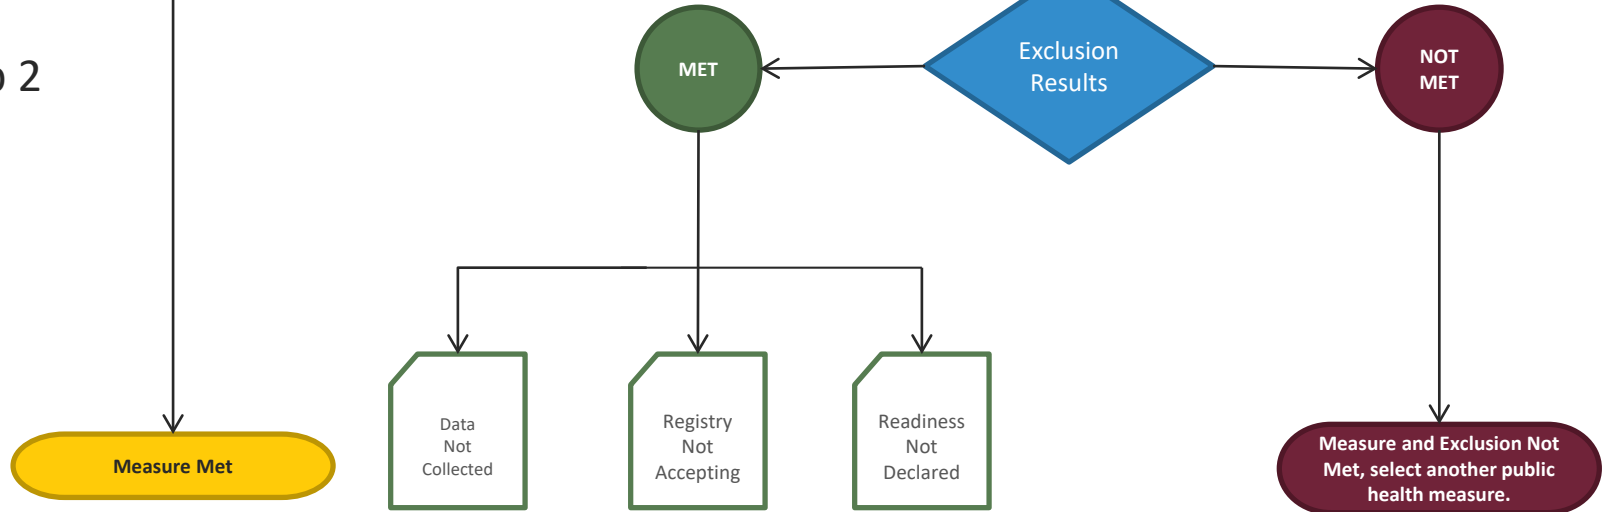 2
MET
Exclusion
Results
NOT
MET
Data
Not
Collected
Registry
Not
Accepting
Readiness
Not
Declared
Measure Met
Measure and Exclusion Not
Met, select another public
health measure.